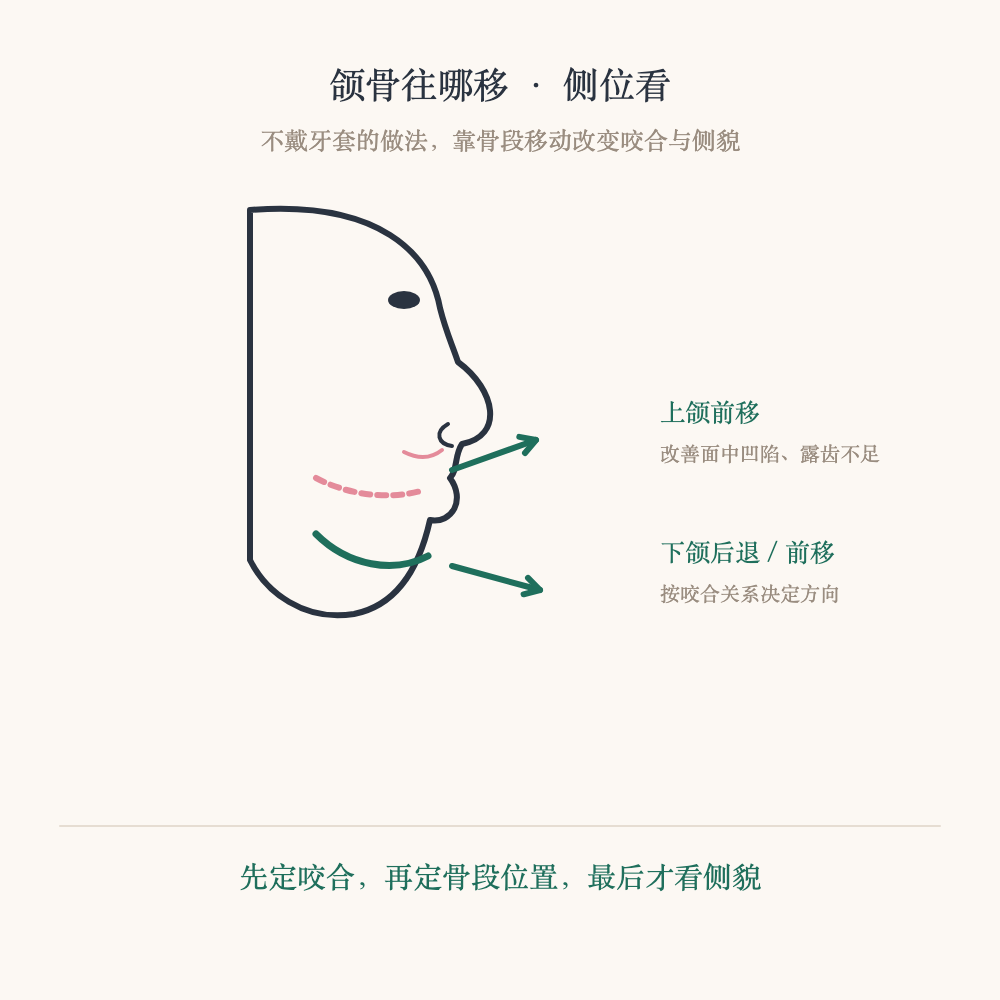 颌骨往哪移 · 侧位看
不戴牙套的做法，靠骨段移动改变咬合与侧貌
上颌前移
改善面中凹陷、露齿不足
下颌后退 / 前移
按咬合关系决定方向
先定咬合，再定骨段位置，最后才看侧貌